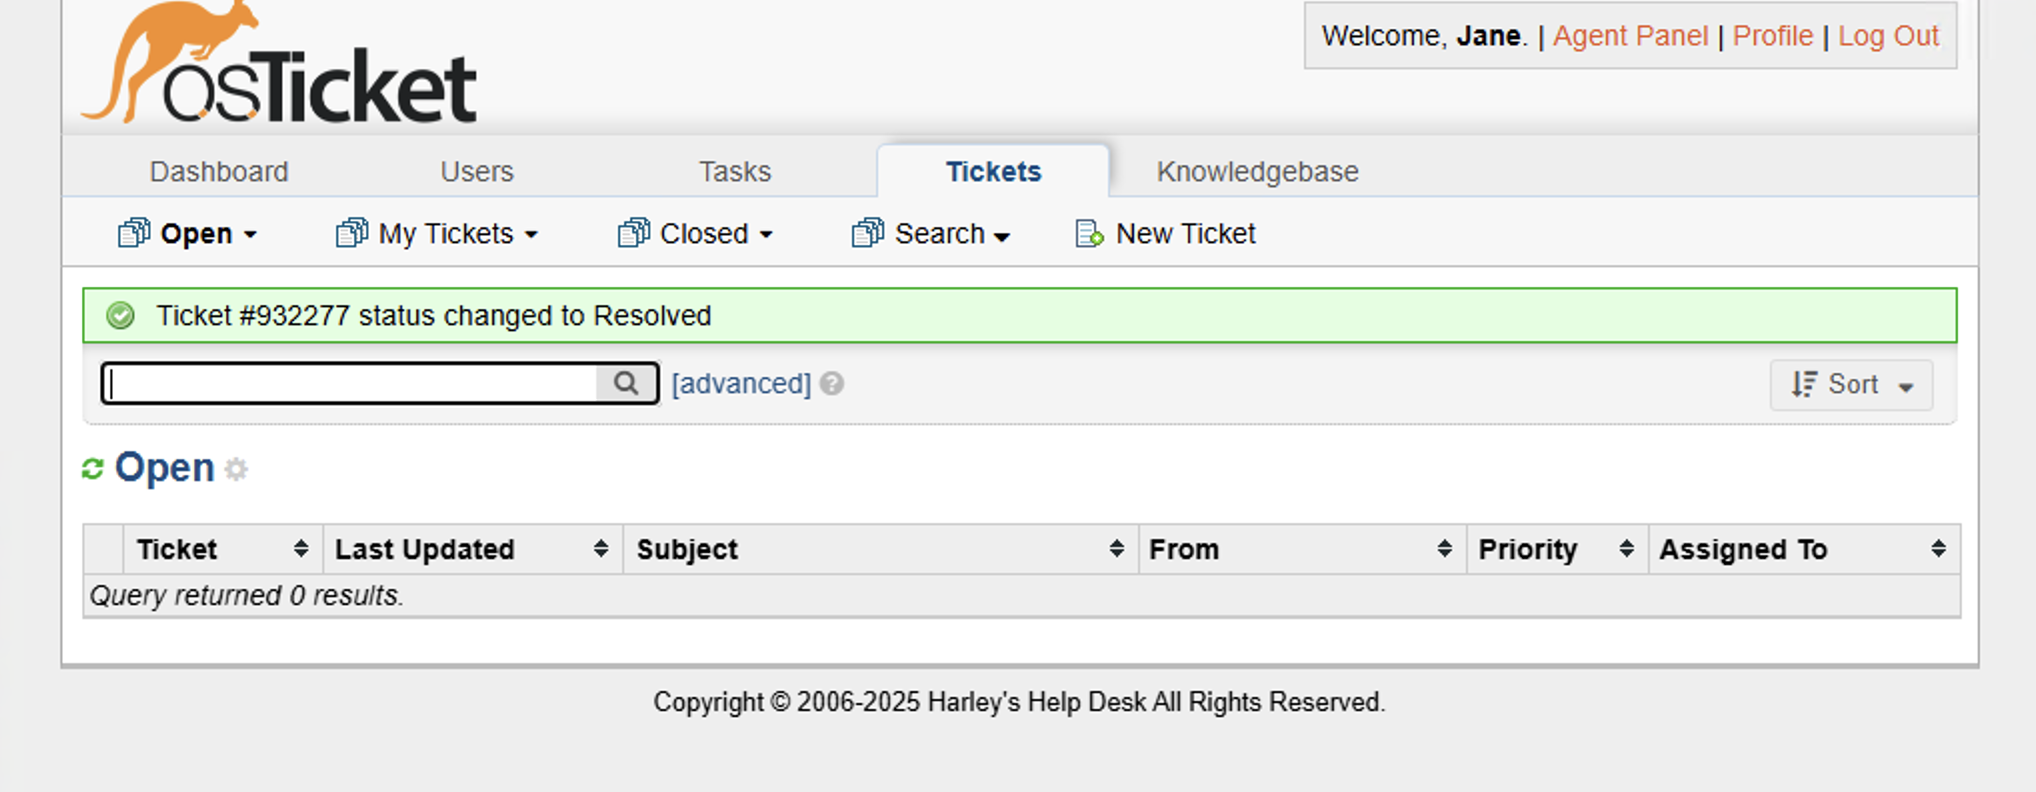 osTicket
Welcome, Jane. | Agent Panel | Profile | Log Out
Dashboard Users Tasks Tickets Knowledgebase
Open My Tickets Closed Search New Ticket
Ticket #932277 status changed to Resolved
[advanced] ? Sort
Open
Ticket Last Updated Subject From Priority Assigned To
Query returned 0 results.
Copyright © 2006-2025 Harley's Help Desk All Rights Reserved.